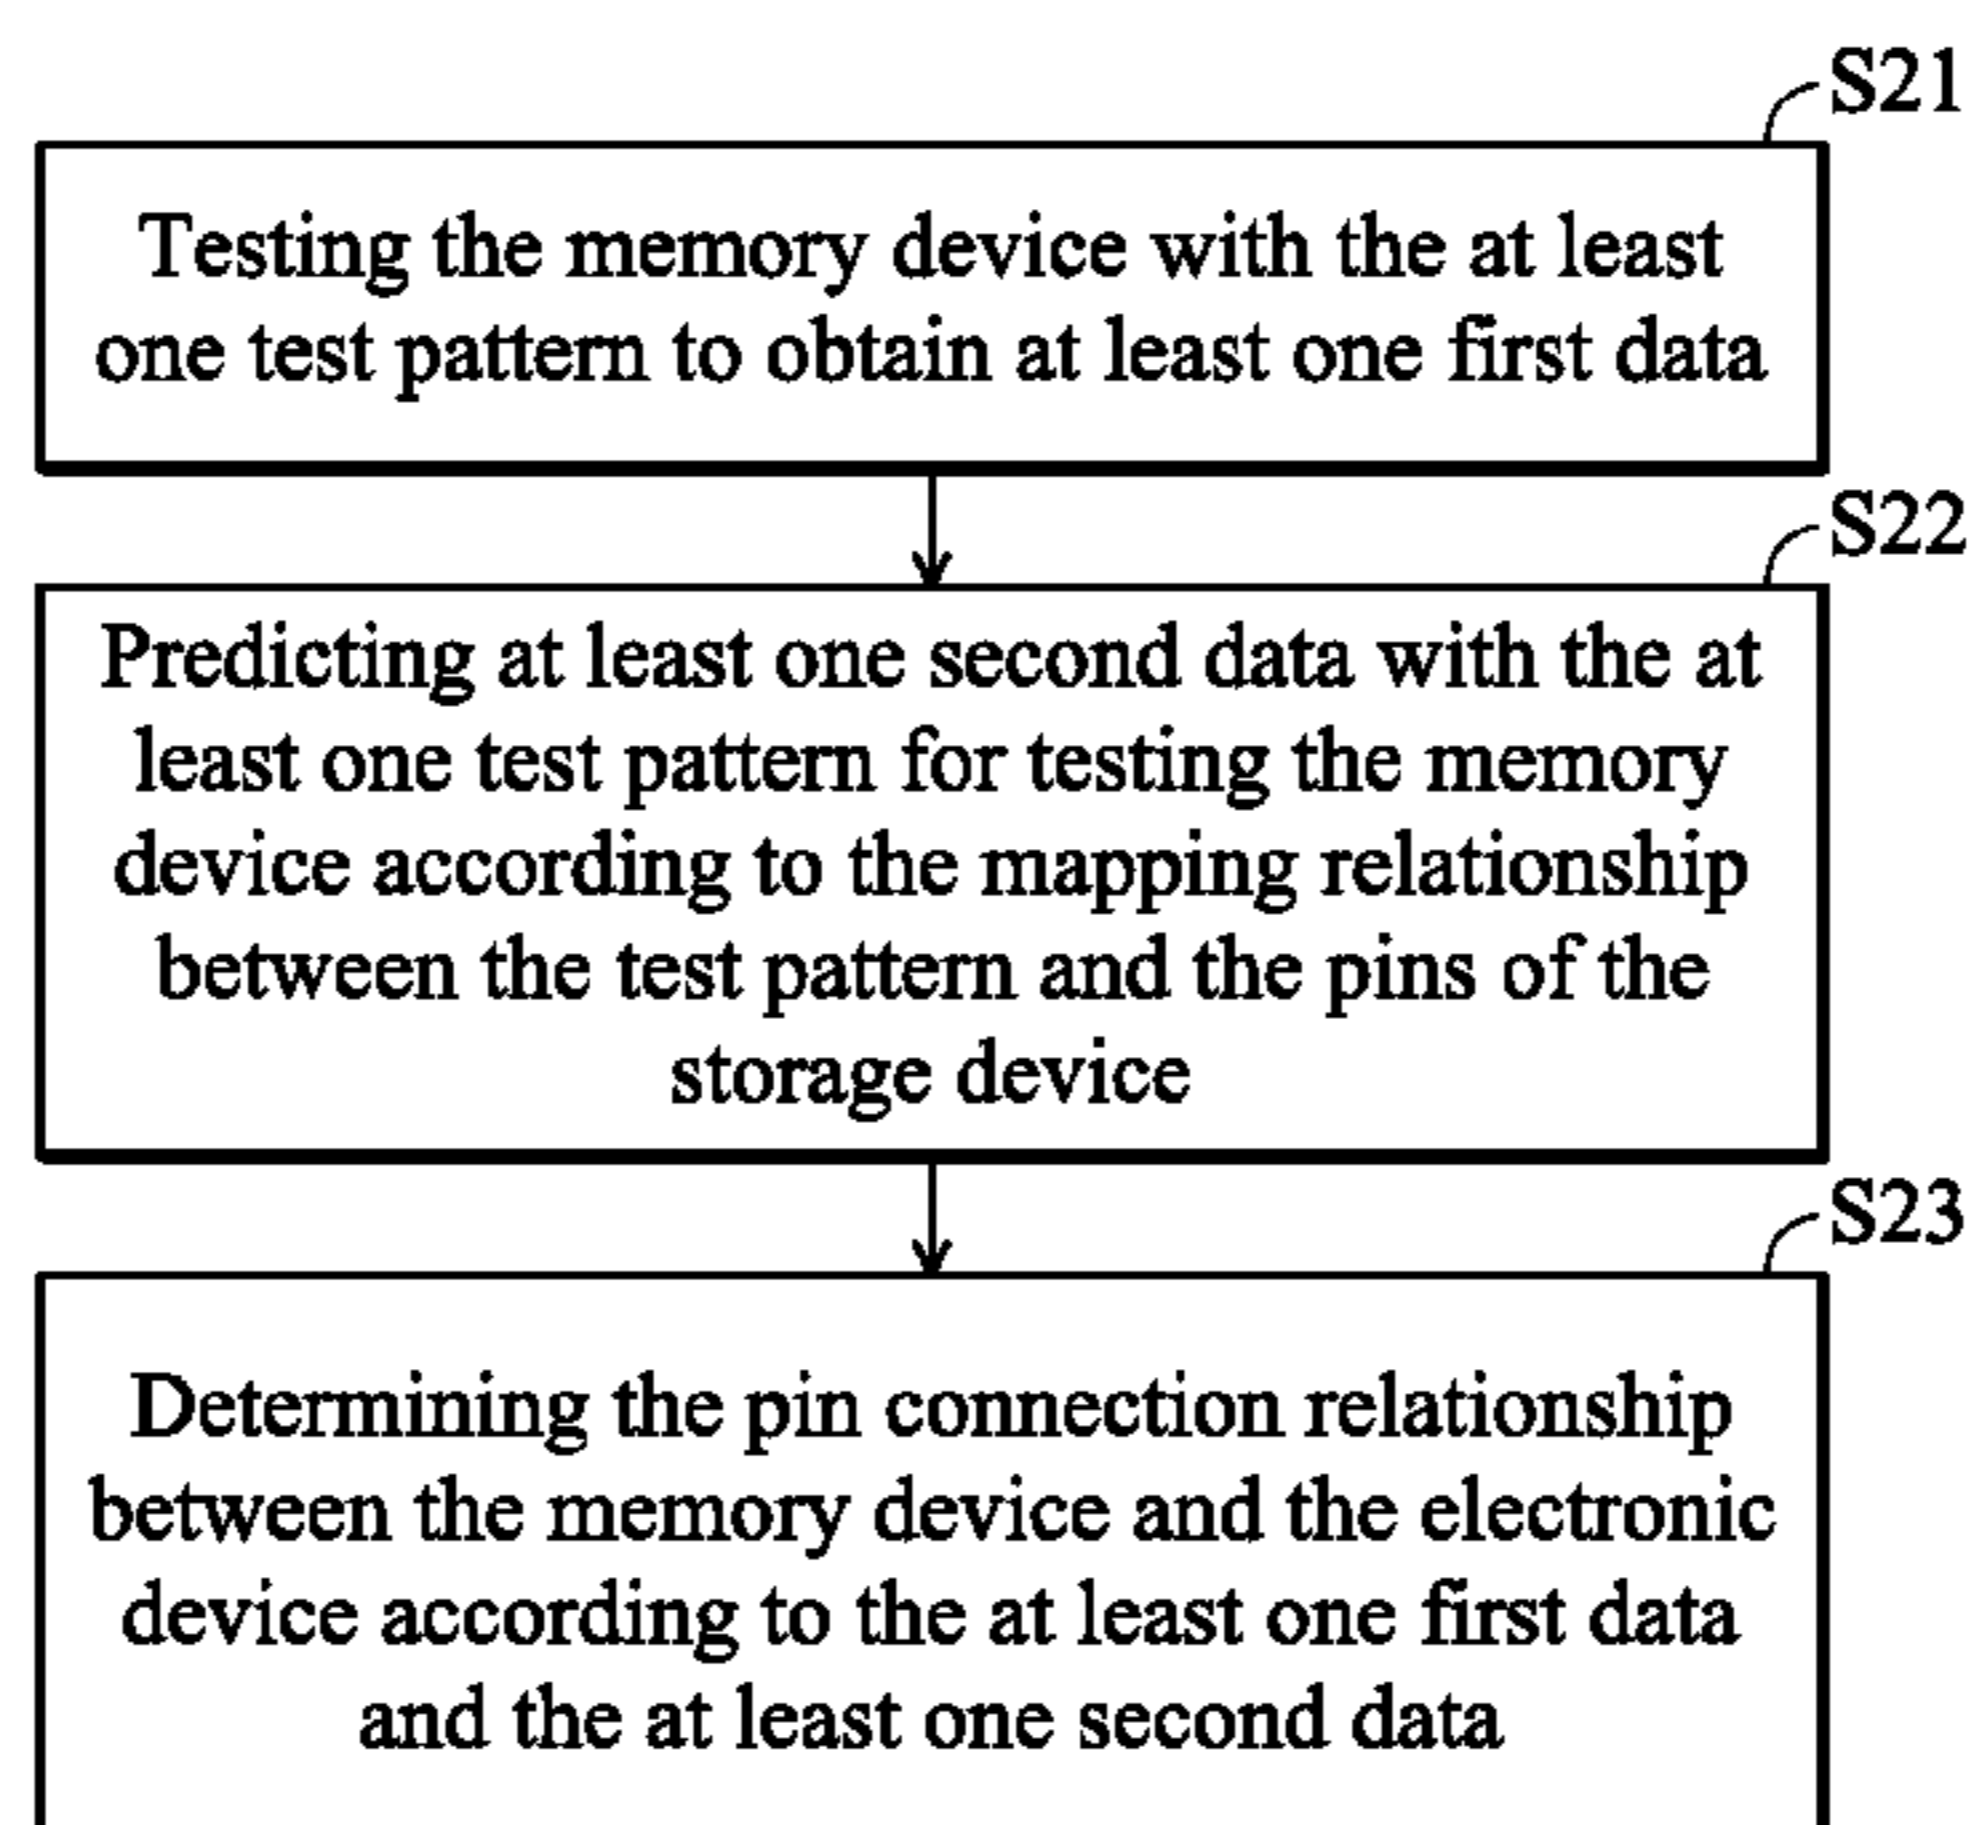 S21
Testing the memory device with the at least
one test pattern to obtain at least one first data
S22
Predicting at least one second data with the at
least one test pattern for testing the memory
device according to the mapping relationship
between the test pattern and the pins of the
storage device
S23
Determining the pin connection relationship
between the memory device and the electronic
device according to the at least one first data
and the at least one second data